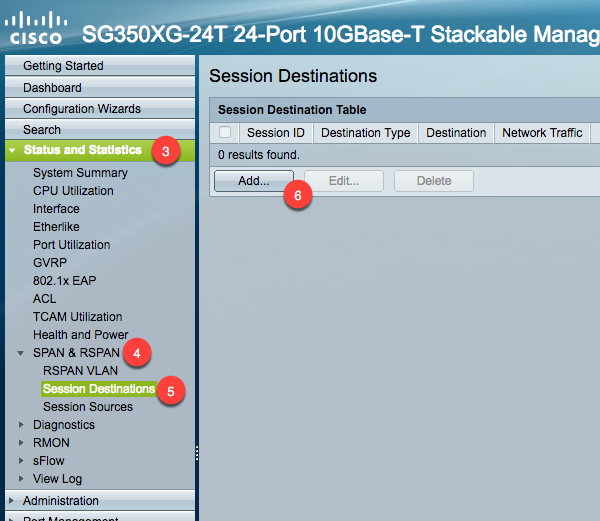 CISCO SG350XG-24T 24-Port 10GBase-T Stackable Manag
Getting Started
Dashboard
Configuration Wizards
Search
Status and Statistics 3
System Summary
CPU Utilization
Interface
Etherlike
Port Utilization
GVRP
802.1x EAP
ACL
TCAM Utilization
Health and Power
SPAN & RSPAN 4
RSPAN VLAN
Session Destinations 5
Session Sources
Diagnostics
RMON
sFlow
View Log
Administration
Port Management
Session Destinations
Session Destination Table
Session ID Destination Type Destination Network Traffic
0 results found.
Add... 6 Edit... Delete